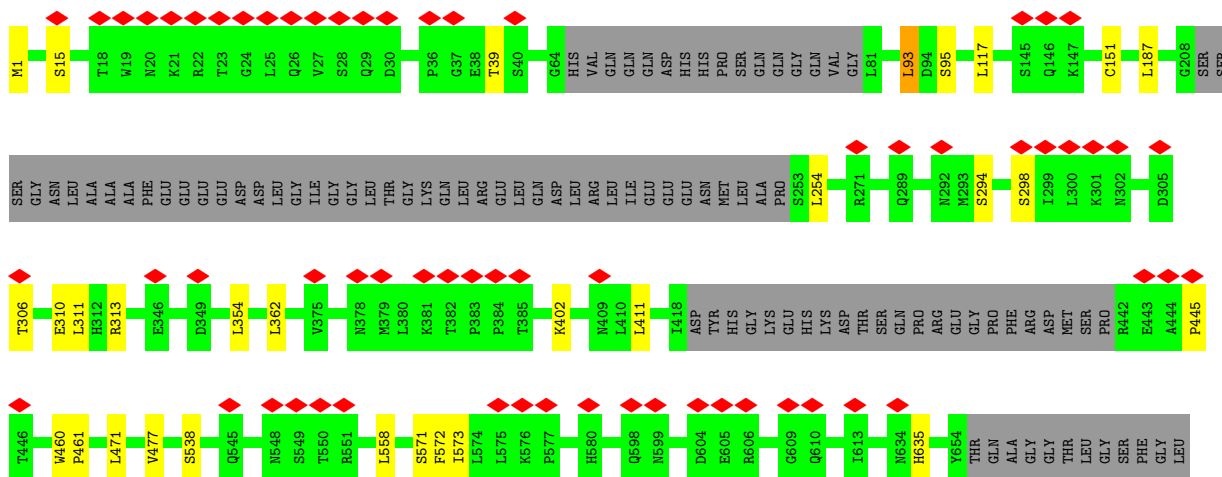 M1 S15 T18 W19 N20 K21 R22 T23 G24 L25 Q26 V27 S28 Q29 D30 P36 G37 E38 T39 S40 G64 HIS VAL GLN GLN GLN ASP HIS HIS PRO SER GLN GLN GLY GLN VAL GLY L81 L93 D94 S95 L117 S145 Q146 K147 C151 L187 G208 SER SER
SER GLY ASN LEU ALA ALA ALA PHE GLU GLU GLU GLU ASP ASP LEU GLY ILE GLY GLY LEU THR GLY LYS GLN LEU ARG GLU LEU GLN ASP LEU ARG LEU ILE GLU GLU GLU ASN MET LEU ALA PRO S253 L254 R271 Q289 N292 M293 S294 S298 I299 L300 K301 N302 D305
T306 E310 L311 H312 R313 E346 D349 L354 L362 V375 N378 M379 L380 K381 T382 P383 P384 T385 K402 N409 L410 L411 I418 ASP TYR HIS GLY LYS GLU HIS LYS ASP THR SER GLN PRO ARG GLU GLY PRO PHE ARG ASP MET SER PRO R442 E443 A444 P445
T446 W460 P461 L471 V477 S538 Q545 N548 S549 T550 R551 L558 S571 F572 I573 L574 L575 K576 P577 H580 Q598 N599 D604 E605 R606 G609 Q610 I613 N634 H635 Y654 THR GLN ALA GLY GLY THR LEU GLY SER PHE GLY LEU